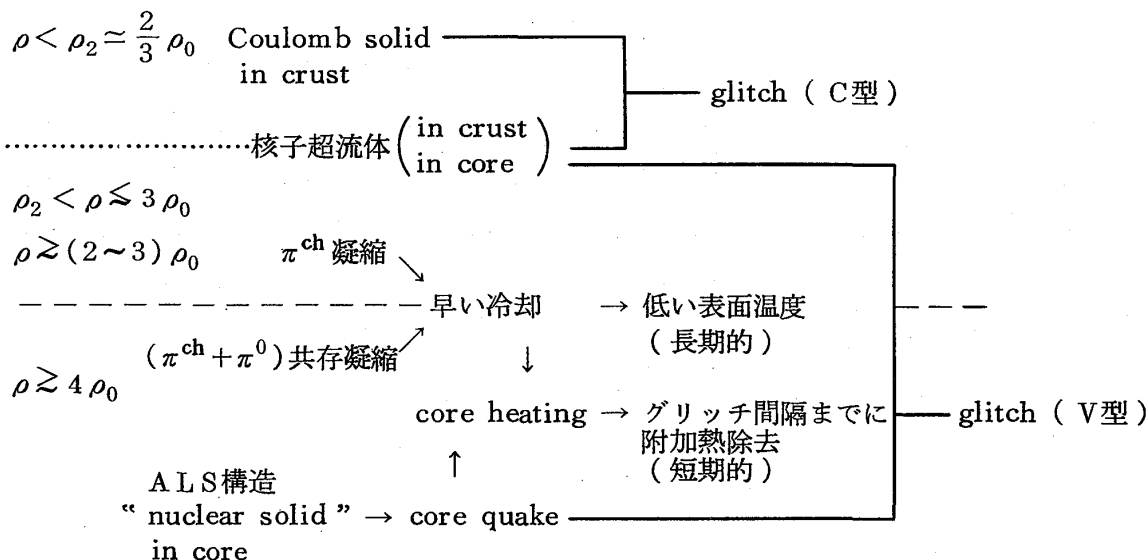 ρ < ρ₂ ≃ 2/3 ρ₀ Coulomb solid
in crust
glitch ( C型 )
核子超流体 ( in crust
in core )
ρ₂ < ρ ≲ 3 ρ₀
ρ ≳ (2 ~ 3) ρ₀ π^ch 凝縮
早い冷却 → 低い表面温度
( 長期的 )
(π^ch + π⁰) 共存凝縮
ρ ≳ 4 ρ₀
↓
core heating → グリッチ間隔までに
附加熱除去
( 短期的 )
glitch ( V型 )
↑
ALS構造
“ nuclear solid ” → core quake
in core